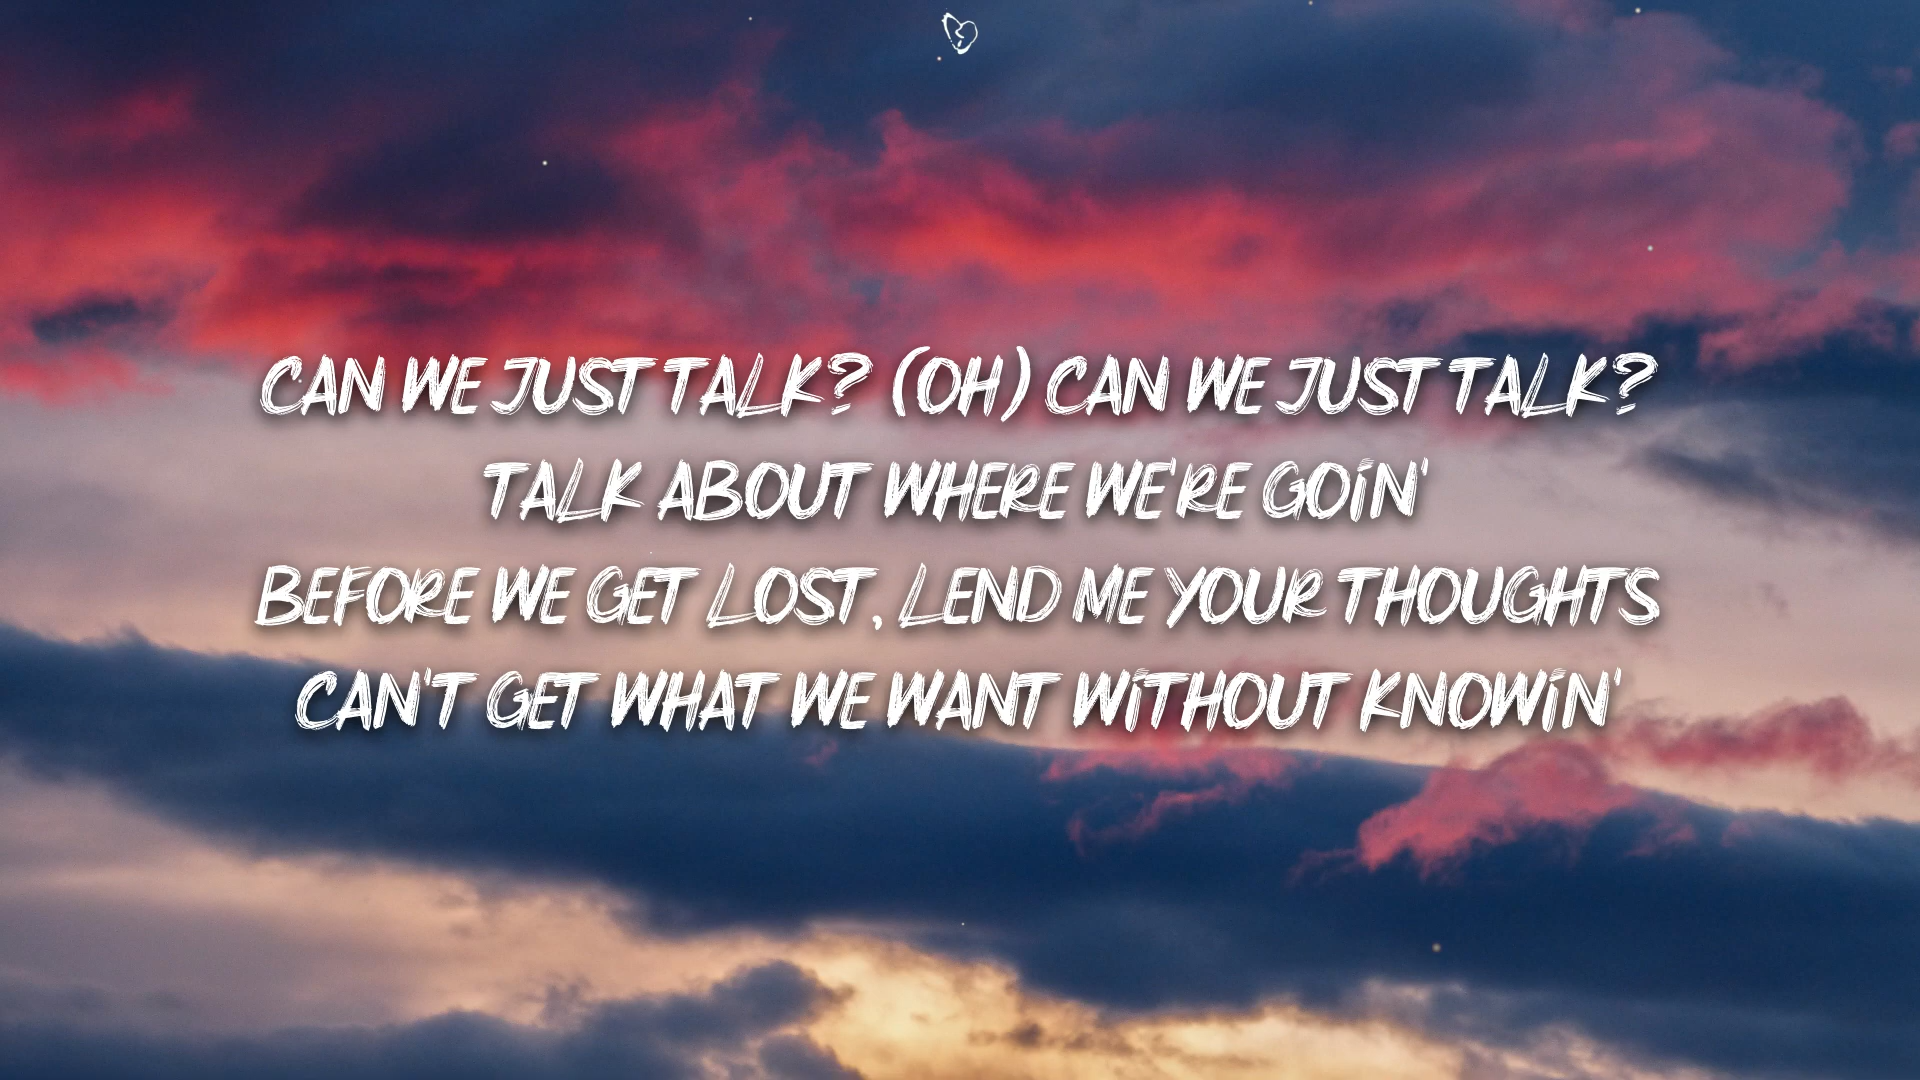 CAN WE JUST TALK? (OH) CAN WE JUST TALK?
TALK ABOUT WHERE WE'RE GOIN'
BEFORE WE GET LOST, LEND ME YOUR THOUGHTS
CAN'T GET WHAT WE WANT WITHOUT KNOWIN'